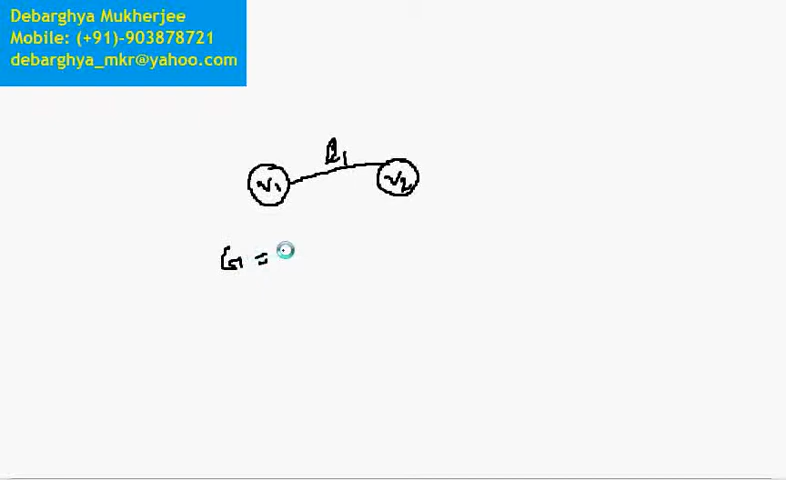 Debarghya Mukherjee
Mobile: (+91)-903878721
debarghya_mkr@yahoo.com
e1
v1
v2
G =